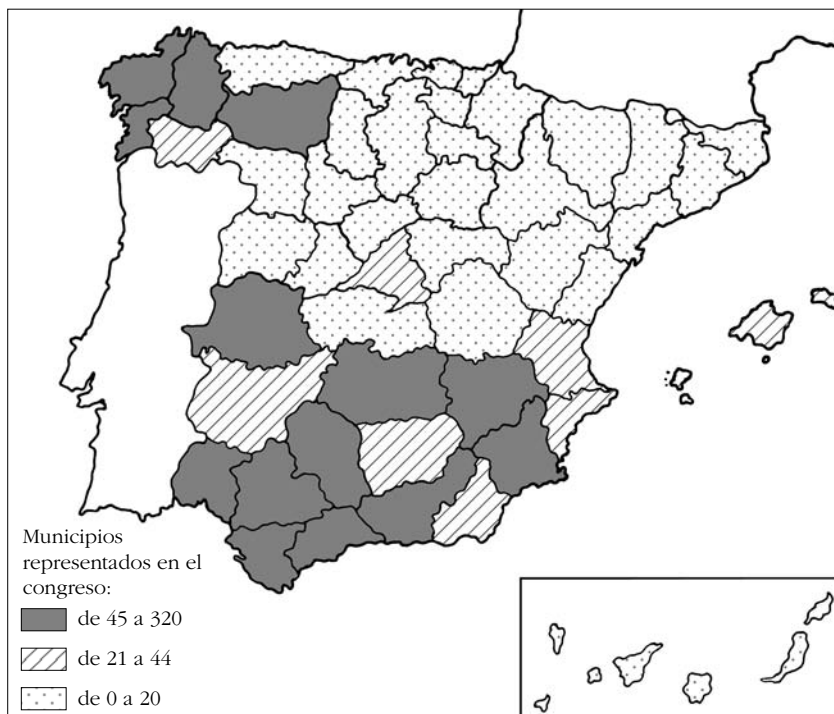 Municipios
representados en el
congreso:
de 45 a 320
de 21 a 44
de 0 a 20